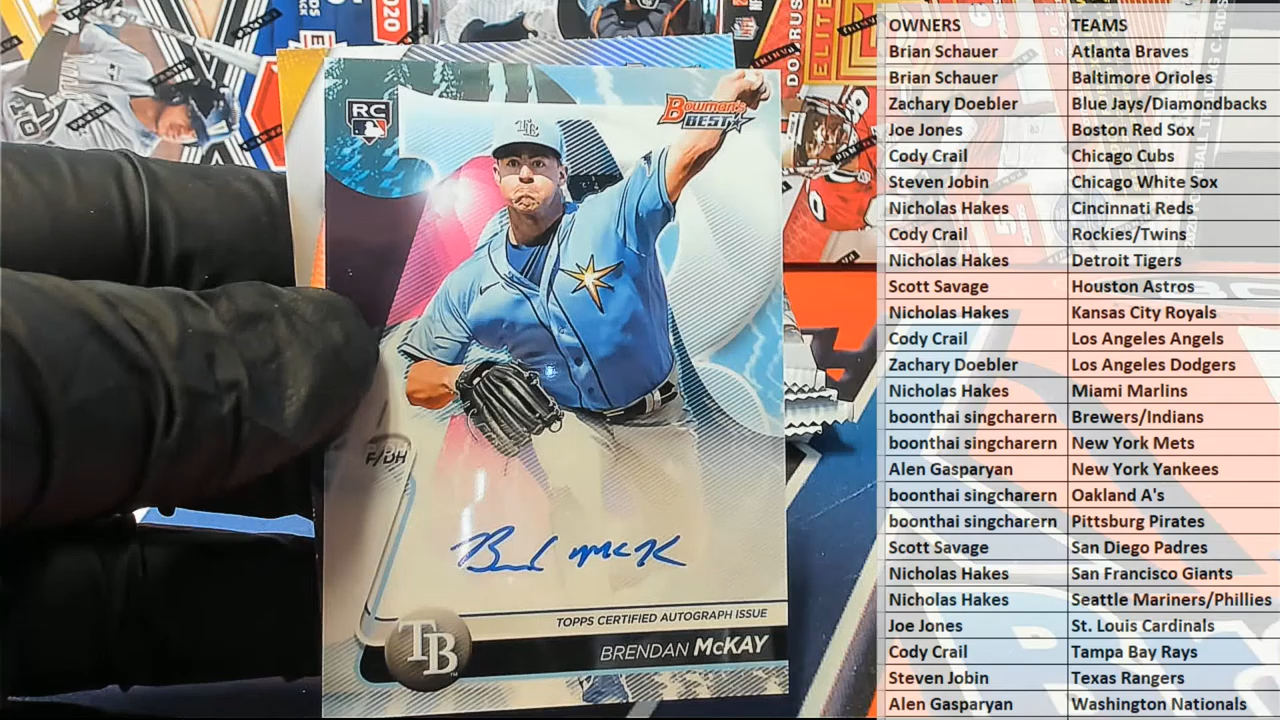 RC
Bowman's
BEST
TB
P/DH
Brendan McK
TOPPS CERTIFIED AUTOGRAPH ISSUE
BRENDAN McKAY
TB
2020
ELITE
OWNERS TEAMS
Brian Schauer Atlanta Braves
Brian Schauer Baltimore Orioles
Zachary Doebler Blue Jays/Diamondbacks
Joe Jones Boston Red Sox
Cody Crail Chicago Cubs
Steven Jobin Chicago White Sox
Nicholas Hakes Cincinnati Reds
Cody Crail Rockies/Twins
Nicholas Hakes Detroit Tigers
Scott Savage Houston Astros
Nicholas Hakes Kansas City Royals
Cody Crail Los Angeles Angels
Zachary Doebler Los Angeles Dodgers
Nicholas Hakes Miami Marlins
boonthai singcharern Brewers/Indians
boonthai singcharern New York Mets
Alen Gasparyan New York Yankees
boonthai singcharern Oakland A's
boonthai singcharern Pittsburg Pirates
Scott Savage San Diego Padres
Nicholas Hakes San Francisco Giants
Nicholas Hakes Seattle Mariners/Phillies
Joe Jones St. Louis Cardinals
Cody Crail Tampa Bay Rays
Steven Jobin Texas Rangers
Alen Gasparyan Washington Nationals